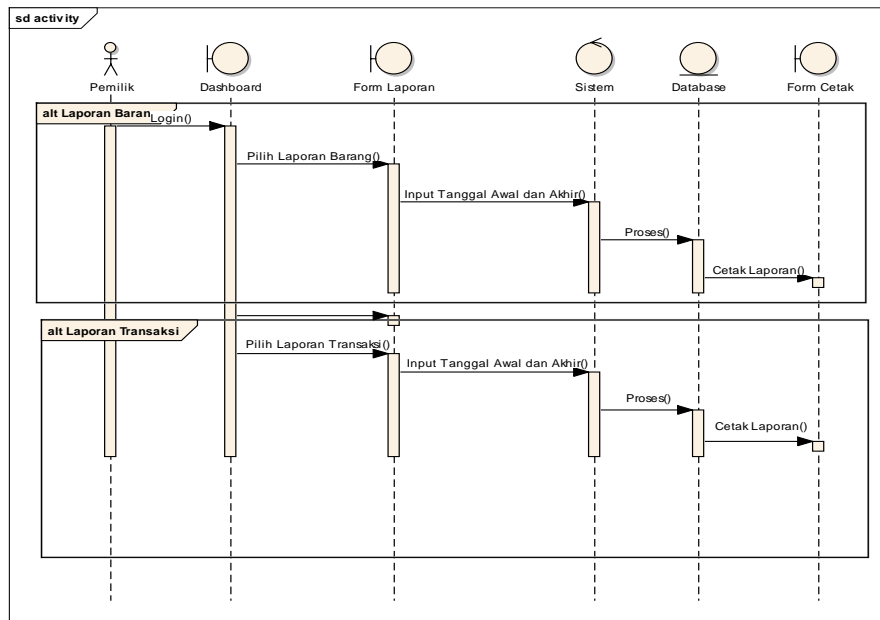 sd activity
Pemilik
Dashboard
Form Laporan
Sistem
Database
Form Cetak
alt Laporan Baran
Login()
Pilih Laporan Barang()
Input Tanggal Awal dan Akhir()
Proses()
Cetak Laporan()
alt Laporan Transaksi
Pilih Laporan Transaksi()
Input Tanggal Awal dan Akhir()
Proses()
Cetak Laporan()